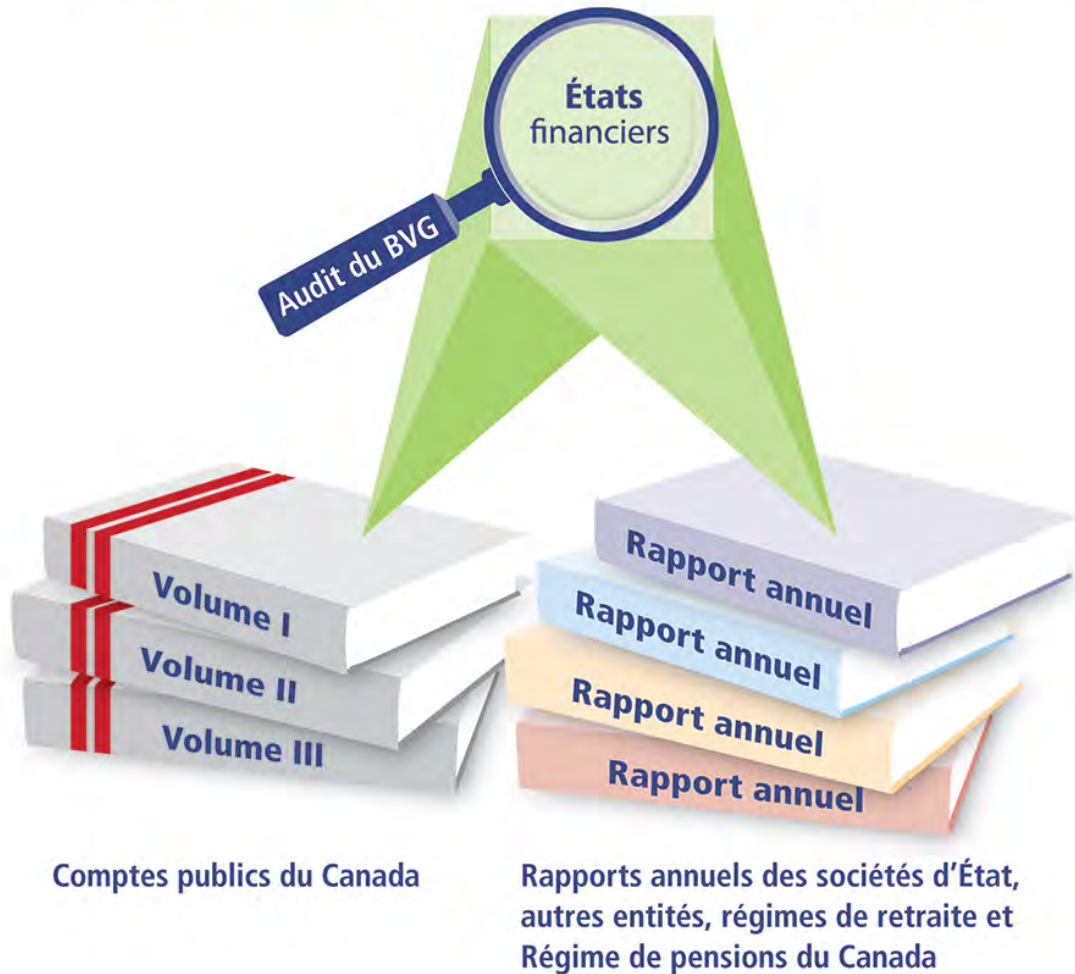 États
financiers
Audit du BVG
Volume I
Volume II
Volume III
Rapport annuel
Rapport annuel
Rapport annuel
Rapport annuel
Comptes publics du Canada
Rapports annuels des sociétés d’État,
autres entités, régimes de retraite et
Régime de pensions du Canada